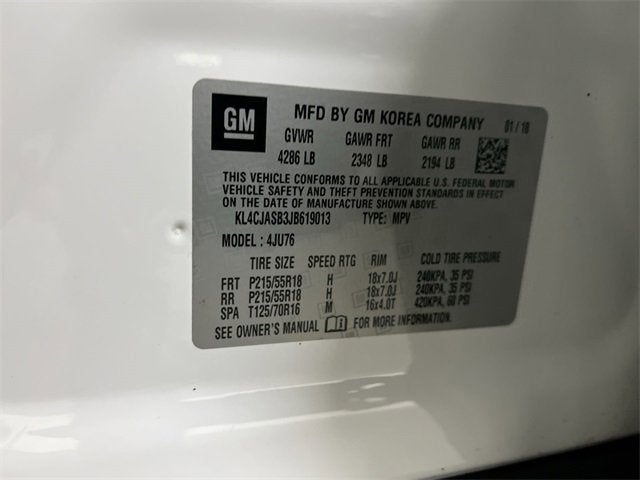 GM
MFD BY GM KOREA COMPANY 01/18
GVWR GAWR FRT GAWR RR
4286 LB 2348 LB 2194 LB
THIS VEHICLE CONFORMS TO ALL APPLICABLE U.S. FEDERAL MOTOR
VEHICLE SAFETY AND THEFT PREVENTION STANDARDS IN EFFECT
ON THE DATE OF MANUFACTURE SHOWN ABOVE.
KL4CJASB3JB619013 TYPE: MPV
MODEL : 4JU76
TIRE SIZE SPEED RTG RIM COLD TIRE PRESSURE
FRT P215/55R18 H 18x7.0J 240KPA, 35 PSI
RR P215/55R18 H 18x7.0J 240KPA, 35 PSI
SPA T125/70R16 M 16x4.0T 420KPA, 60 PSI
SEE OWNER'S MANUAL FOR MORE INFORMATION.